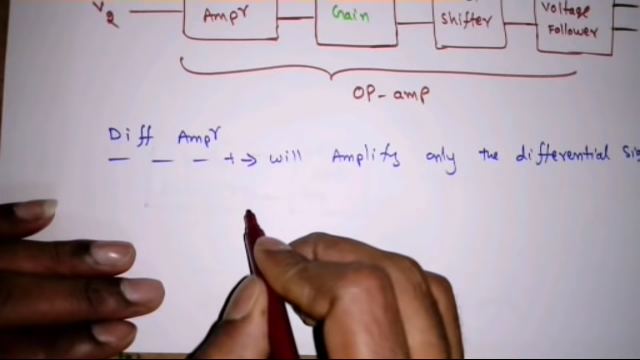 V2 Ampr Gain Shifter Voltage Follower
OP-amp
Diff Ampr
→ will Amplify only the differential